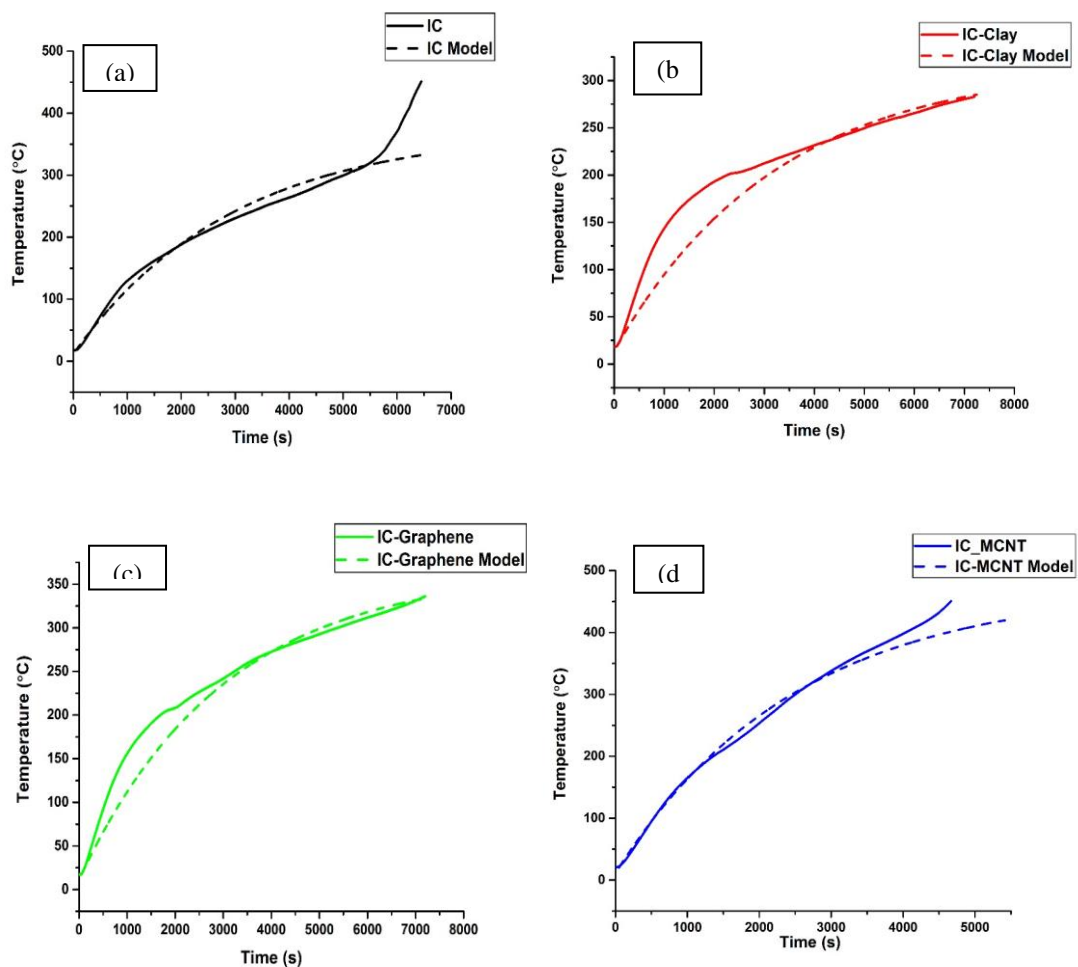 IC
IC Model
(a)
Temperature (°C)
500
400
300
200
100
0
0 1000 2000 3000 4000 5000 6000 7000
Time (s)
IC-Clay
IC-Clay Model
(b
Temperature (°C)
300
250
200
150
100
50
0
0 1000 2000 3000 4000 5000 6000 7000 8000
Time (s)
IC-Graphene
IC-Graphene Model
(c)
Temperature (°C)
350
300
250
200
150
100
50
0
0 1000 2000 3000 4000 5000 6000 7000 8000
Time (s)
IC_MCNT
IC-MCNT Model
(d
Temperature (°C)
500
400
300
200
100
0
0 1000 2000 3000 4000 5000
Time (s)